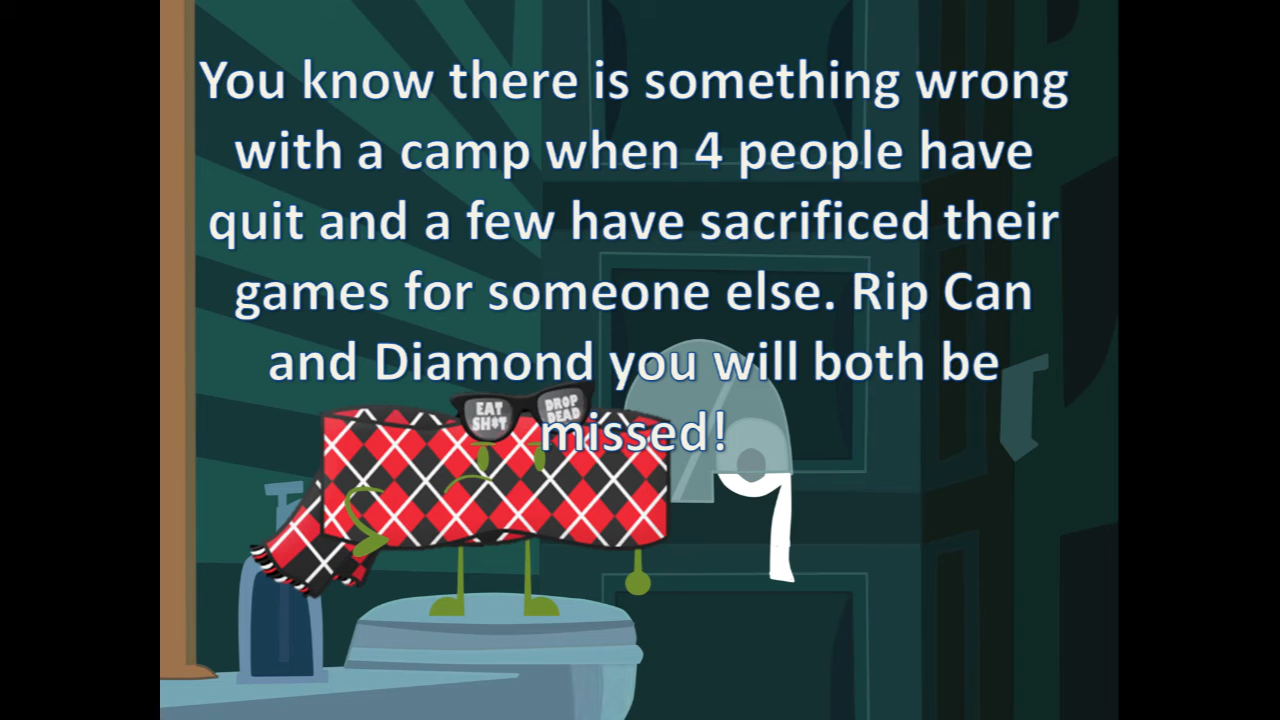 You know there is something wrong
with a camp when 4 people have
quit and a few have sacrificed their
games for someone else. Rip Can
and Diamond you will both be
missed!
EAT
SH$T
DROP
DEAD